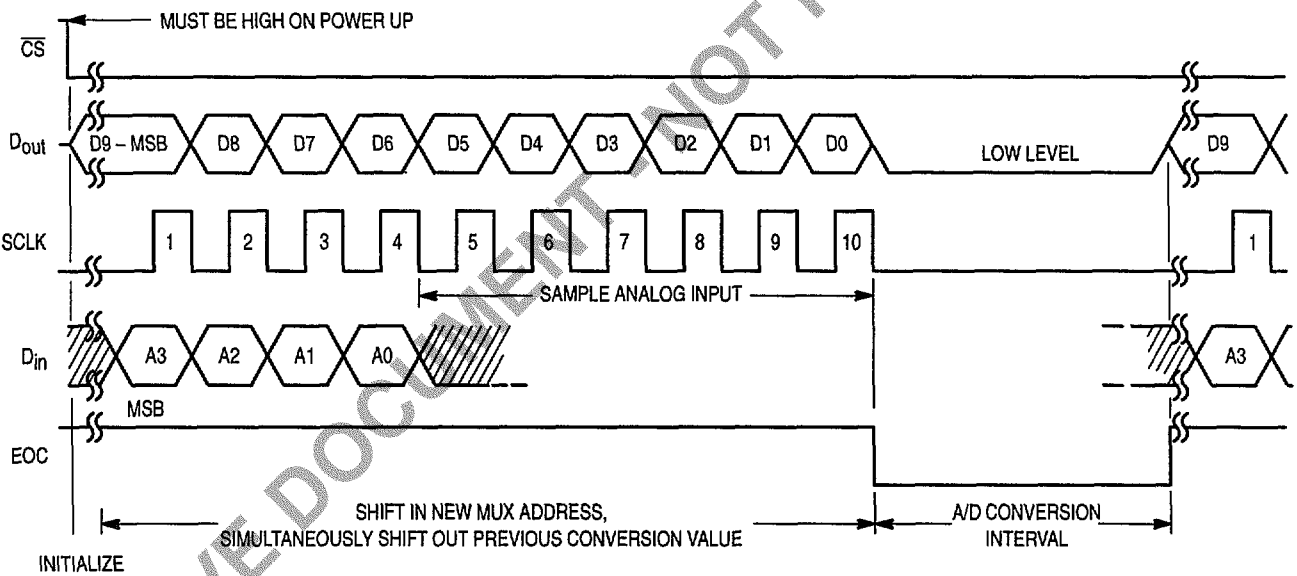 MUST BE HIGH ON POWER UP
CS
Dout
D9 – MSB D8 D7 D6 D5 D4 D3 D2 D1 D0 LOW LEVEL D9
SCLK
1 2 3 4 5 6 7 8 9 10 1
SAMPLE ANALOG INPUT
Din
A3 A2 A1 A0 A3
MSB
EOC
SHIFT IN NEW MUX ADDRESS,
SIMULTANEOUSLY SHIFT OUT PREVIOUS CONVERSION VALUE
A/D CONVERSION
INTERVAL
INITIALIZE
VE DOCUMENT - NOT